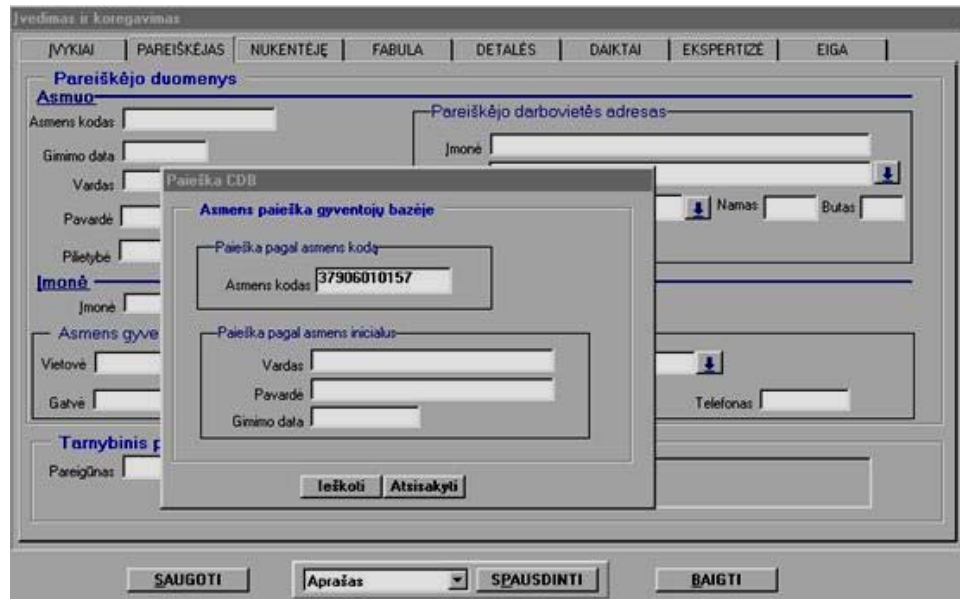 Įvedimas ir koregavimas
ĮVYKIAI PAREIŠKĖJAS NUKENTĖJĘ FABULA DETALĖS DAIKTAI EKSPERTIZĖ EIGA
Pareiškėjo duomenys
Asmuo
Pareiškėjo darbovietės adresas
Asmens kodas
Įmonė
Gimimo data
Vardas
Paieška CDB
Namas
Butas
Pavardė
Asmens paieška gyventojų bazėje
Pilietybė
Paieška pagal asmens kodą
Asmens kodas 37906010157
Įmonė
Įmonė
Asmens gyve
Paieška pagal asmens inicialus
Vietovė
Vardas
Pavardė
Gatvė
Telefonas
Gimimo data
Tarnybinis p
Pareigūnas
Ieškoti Atsisakyti
SAUGOTI Aprašas SPAUSDINTI BAIGTI